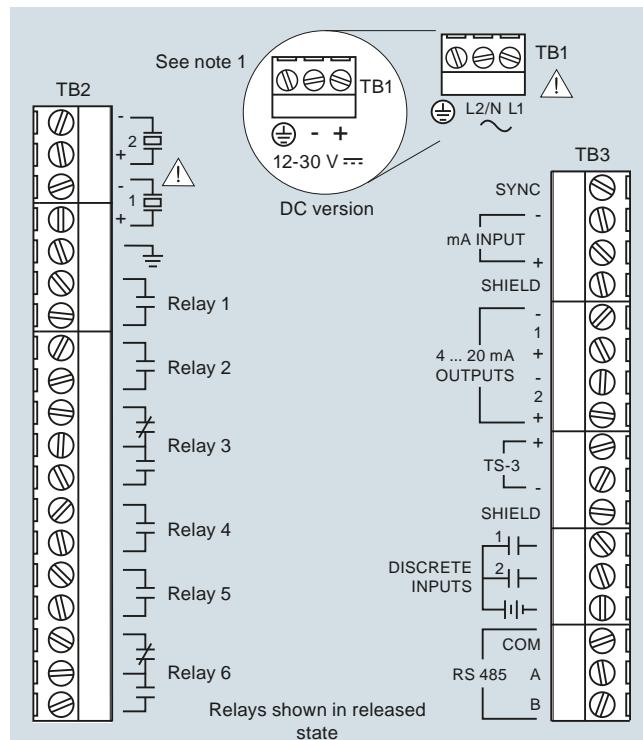 See note 1
TB1
- +
12-30 V
DC version
TB1
L2/N L1
TB2
-
2
+
-
1
+
Relay 1
Relay 2
Relay 3
Relay 4
Relay 5
Relay 6
Relays shown in released
state
TB3
SYNC
-
mA INPUT
+
SHIELD
-
1
+
4 ... 20 mA
OUTPUTS
-
2
+
+
TS-3
-
SHIELD
1
DISCRETE
INPUTS
2
COM
RS 485
A
B